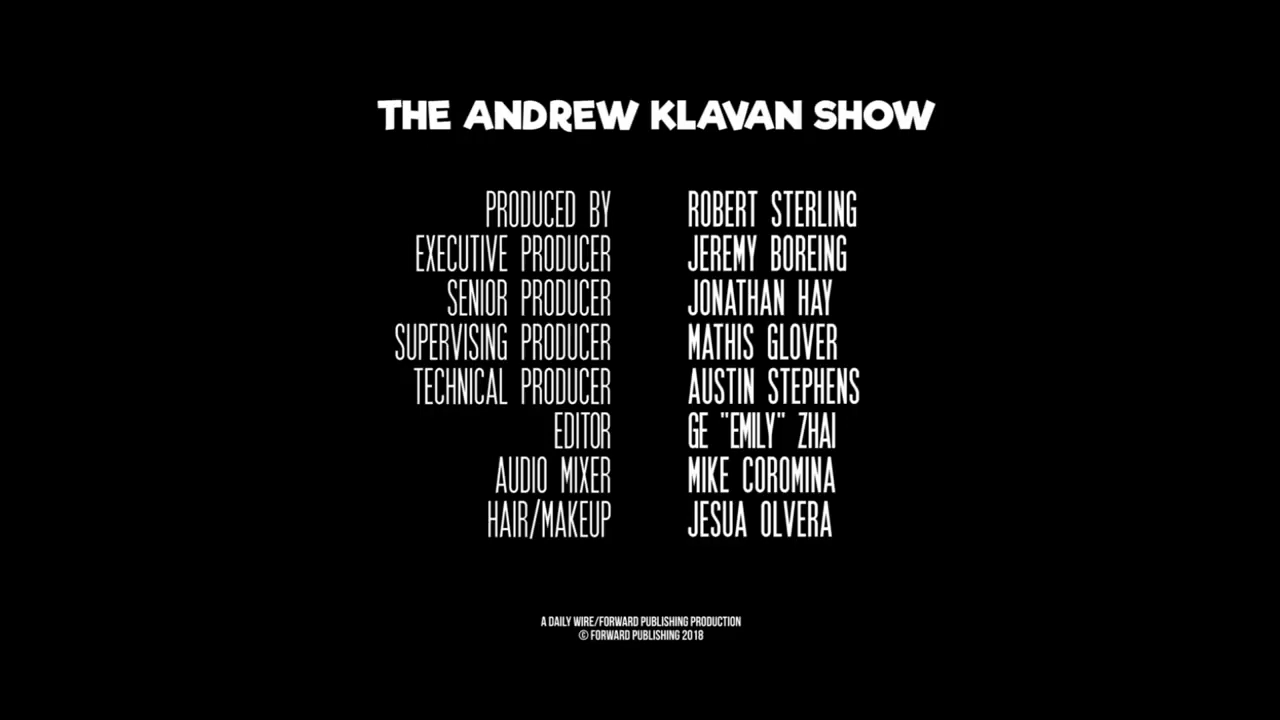 THE ANDREW KLAVAN SHOW
PRODUCED BY ROBERT STERLING
EXECUTIVE PRODUCER JEREMY BOREING
SENIOR PRODUCER JONATHAN HAY
SUPERVISING PRODUCER MATHIS GLOVER
TECHNICAL PRODUCER AUSTIN STEPHENS
EDITOR GE "EMILY" ZHAI
AUDIO MIXER MIKE COROMINA
HAIR/MAKEUP JESUA OLVERA
A DAILY WIRE/FORWARD PUBLISHING PRODUCTION
© FORWARD PUBLISHING 2018